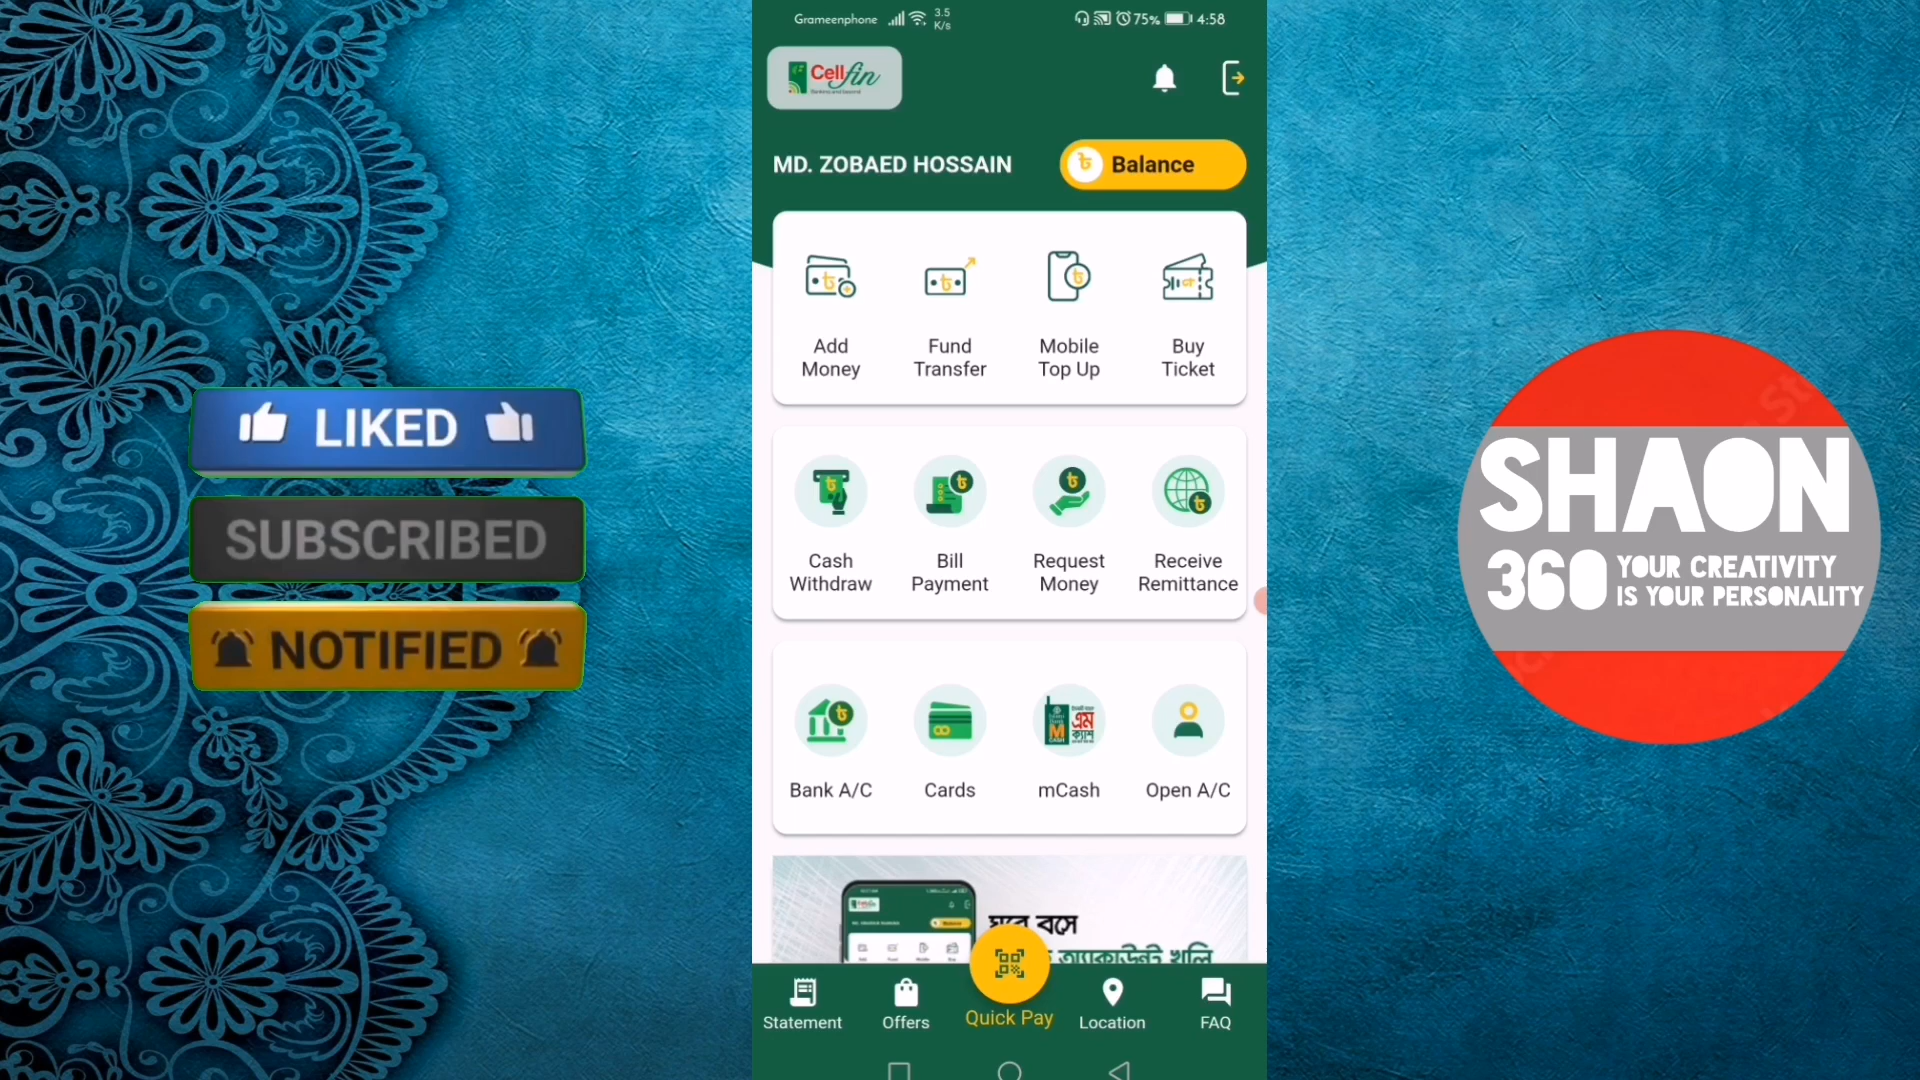 Grameenphone
3.5
K/s
75%
4:58
Cellfin
MD. ZOBAED HOSSAIN
৳ Balance
Add
Money
Fund
Transfer
Mobile
Top Up
Buy
Ticket
Cash
Withdraw
Bill
Payment
Request
Money
Receive
Remittance
এম
ক্যাশ
Bank A/C
Cards
mCash
Open A/C
ঘরে বসে
অ্যাকাউন্ট খুলি
Statement
Offers
Quick Pay
Location
FAQ
LIKED
SUBSCRIBED
NOTIFIED
SHAON
360 YOUR CREATIVITY
IS YOUR PERSONALITY